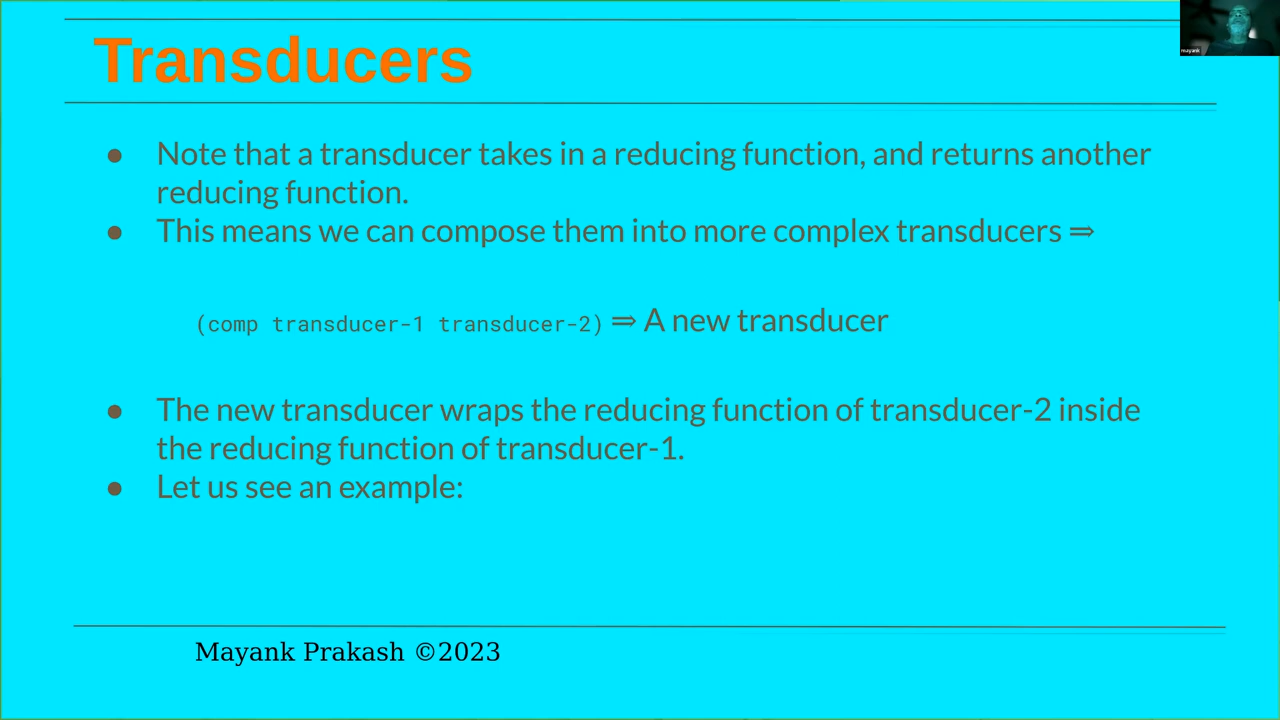 Transducers
mayank
● Note that a transducer takes in a reducing function, and returns another
reducing function.
● This means we can compose them into more complex transducers ⇒
(comp transducer-1 transducer-2) ⇒ A new transducer
● The new transducer wraps the reducing function of transducer-2 inside
the reducing function of transducer-1.
● Let us see an example:
Mayank Prakash ©2023